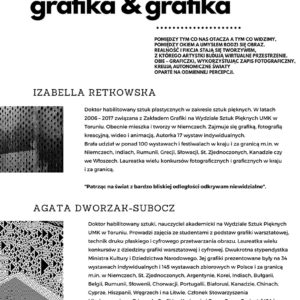 grafika & grafika
POMIĘDZY TYM CO NAS OTACZA A TYM CO WIDZIMY,
POMIĘDZY OKIEM A UMYSŁEM RODZI SIĘ OBRAZ.
REALNOŚĆ I FIKCJA STAJĄ SIĘ TWORZYWEM,
Z KTÓREGO ARTYSTKI BUDUJĄ WIRTUALNE PRZESTRZENIE.
OBIE - GRAFICZKI, WYKORZYSTUJĄC ZAPIS FOTOGRAFICZNY,
KREUJĄ AUTONOMICZNE ŚWIATY
OPARTE NA ODMIENNEJ PERCEPCJI.
IZABELLA RETKOWSKA
Doktor habilitowany sztuk plastycznych w zakresie sztuk pięknych. W latach
2006 - 2017 związana z Zakładem Grafiki na Wydziale Sztuk Pięknych UMK w
Toruniu. Obecnie mieszka i tworzy w Niemczech. Zajmuje się grafiką, fotografią
kreacyjną, wideo i animacją. Autorka 17 wystaw indywidualnych.
Brała udział w ponad 100 wystawach i festiwalach w kraju i za granicą m.in. w
Niemczech, Indiach, Rumunii, Grecji, Słowacji, St. Zjednoczonych, Kanadzie czy
we Włoszech. Laureatka wielu konkursów fotograficznych i graficznych w kraju
i za granicą.
"Patrząc na świat z bardzo bliskiej odległości odkrywam niewidzialne".
AGATA DWORZAK-SUBOCZ
Doktor habilitowany sztuki, nauczyciel akademicki na Wydziale Sztuk Pięknych
UMK w Toruniu. Prowadzi zajęcia ze studentami z podstaw grafiki warsztatowej,
technik druku płaskiego i cyfrowego przetwarzania obrazu. Laureatka wielu
konkursów z dziedziny grafiki warsztatowej i cyfrowej. Dwukrotna stypendystka
Ministra Kultury i Dziedzictwa Narodowego. Jej grafiki prezentowane były na 34
wystawach indywidualnych i 145 wystawach zbiorowych w Polsce i za granicą
m.in. w Niemczech, St. Zjednoczonych, Argentynie, Korei, Indiach, Bułgarii,
Belgii, Rumunii, Słowenii, Chorwacji, Portugalii, Białorusi, Kanadzie, Chinach,
Cyprze, Hiszpanii, Węgrzech i na Litwie. Członek Stowarzyszenia